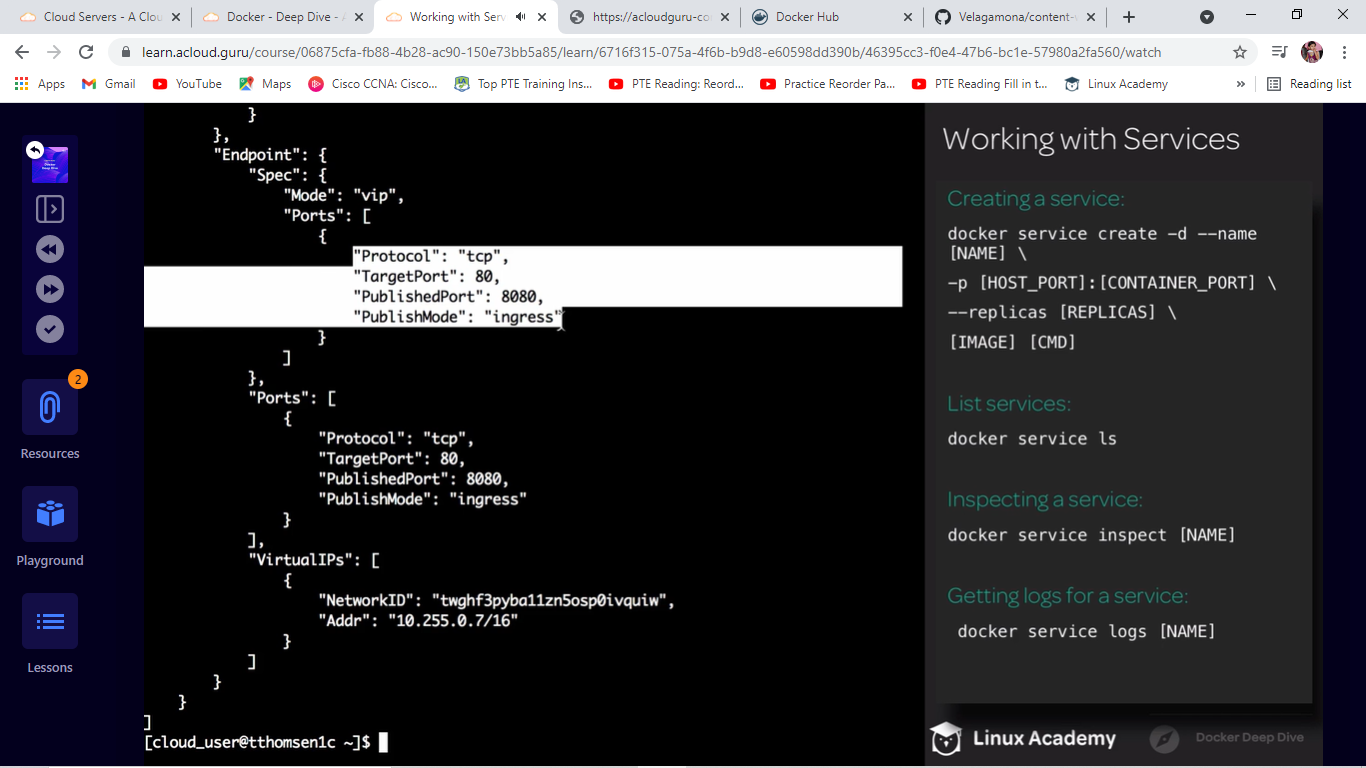 Cloud Servers - A Clou
Docker - Deep Dive - A
Working with Serv
https://acloudguru-co
Docker Hub
Velagamona/content-
learn.acloud.guru/course/06875cfa-fb88-4b28-ac90-150e73bb5a85/learn/6716f315-075a-4f6b-b9d8-e60598dd390b/46395cc3-f0e4-47b6-bc1e-57980a2fa560/watch
Apps
Gmail
YouTube
Maps
Cisco CCNA: Cisco...
Top PTE Training Ins...
PTE Reading: Reord...
Practice Reorder Pa...
PTE Reading Fill in t...
Linux Academy
»
Reading list
Docker
Deep Dive
2
Resources
Playground
Lessons
}
},
"Endpoint": {
"Spec": {
"Mode": "vip",
"Ports": [
{
"Protocol": "tcp",
"TargetPort": 80,
"PublishedPort": 8080,
"PublishMode": "ingress"
}
]
},
"Ports": [
{
"Protocol": "tcp",
"TargetPort": 80,
"PublishedPort": 8080,
"PublishMode": "ingress"
}
],
"VirtualIPs": [
{
"NetworkID": "twghf3pyba11zn5osp0ivquiw",
"Addr": "10.255.0.7/16"
}
]
}
}
]
[cloud_user@tthomsen1c ~]$
Working with Services
Creating a service:
docker service create -d --name
[NAME] \
-p [HOST_PORT]:[CONTAINER_PORT] \
--replicas [REPLICAS] \
[IMAGE] [CMD]
List services:
docker service ls
Inspecting a service:
docker service inspect [NAME]
Getting logs for a service:
docker service logs [NAME]
Linux Academy
Docker Deep Dive